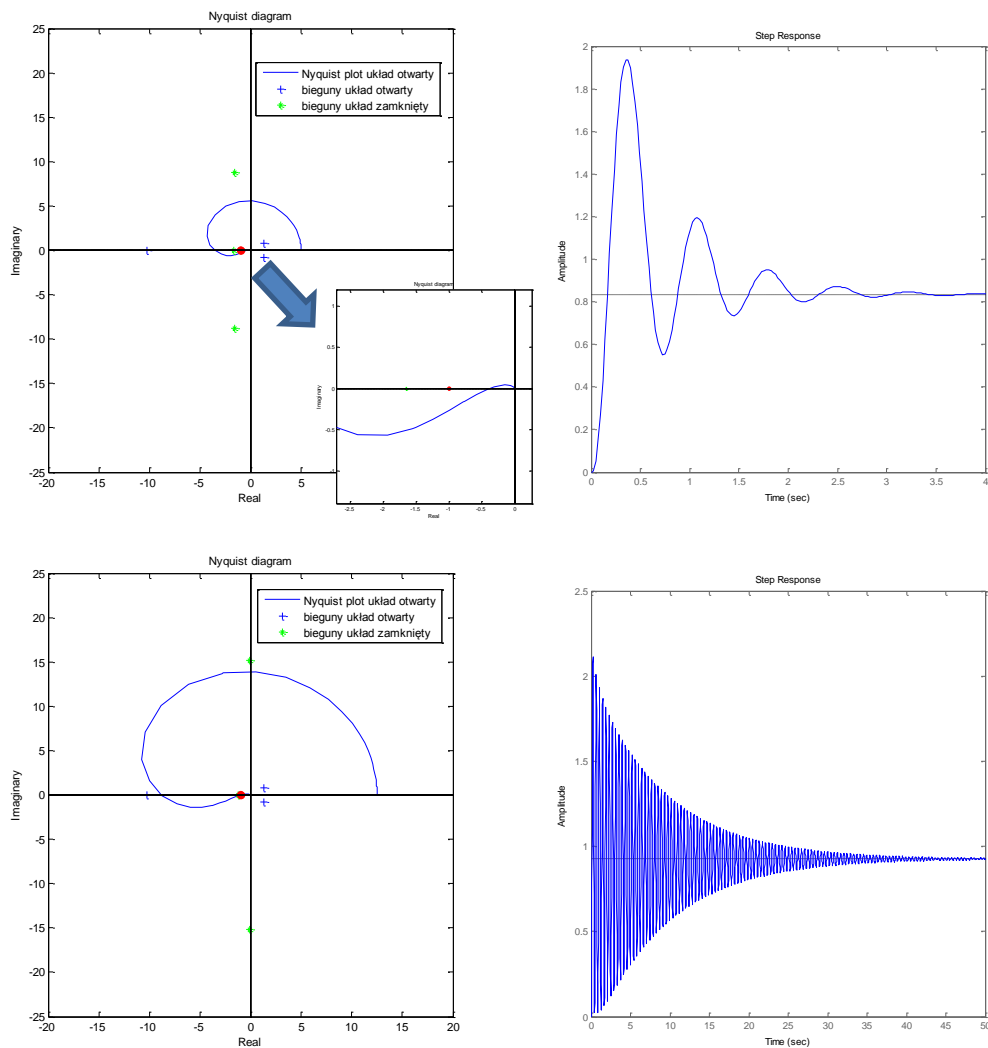 Nyquist diagram
25
20
15
10
5
0
-5
-10
-15
-20
-25
-20 -15 -10 -5 0 5 10 15 20
Imaginary
Real
Nyquist plot układ otwarty
bieguny układ otwarty
bieguny układ zamknięty
Nyquist diagram
1
0.5
0
-0.5
-1
-2.5 -2 -1.5 -1 -0.5 0
Imaginary
Real
Step Response
2
1.8
1.6
1.4
1.2
1
0.8
0.6
0.4
0.2
0
0 0.5 1 1.5 2 2.5 3 3.5 4
Amplitude
Time (sec)
Nyquist diagram
25
20
15
10
5
0
-5
-10
-15
-20
-25
-20 -15 -10 -5 0 5 10 15 20
Imaginary
Real
Nyquist plot układ otwarty
bieguny układ otwarty
bieguny układ zamknięty
Step Response
2.5
2
1.5
1
0.5
0
0 5 10 15 20 25 30 35 40 45 50
Amplitude
Time (sec)